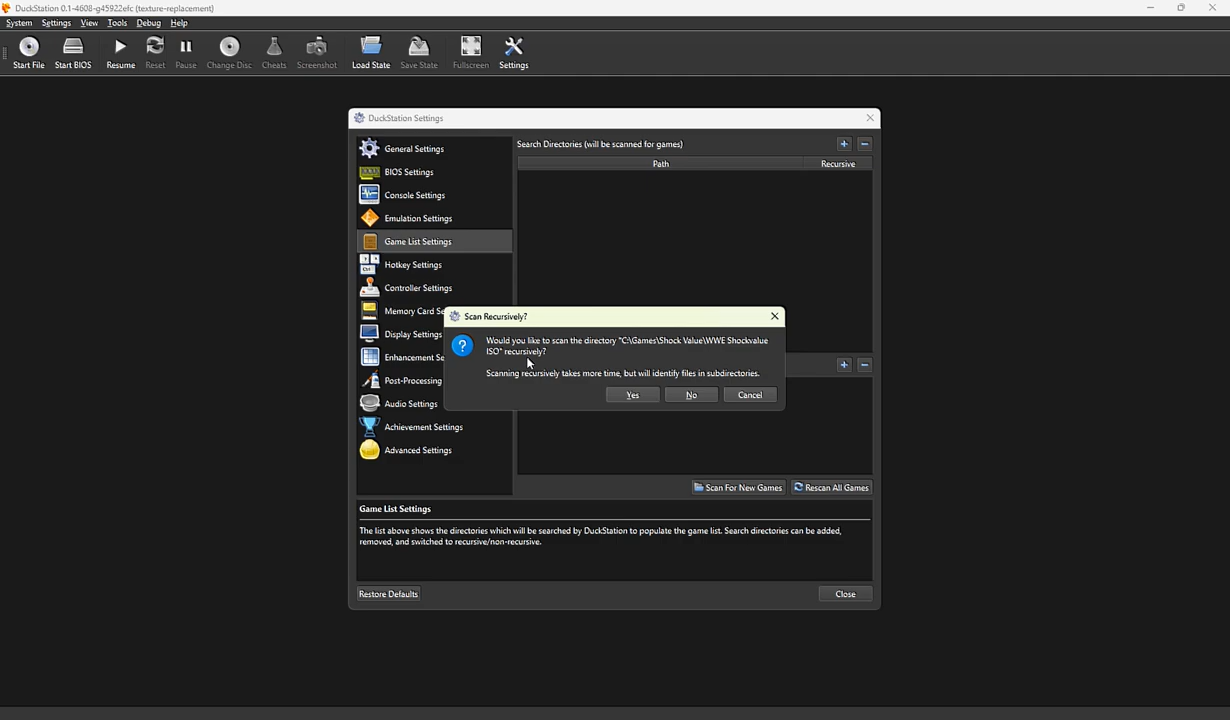 DuckStation 0.1-4608-g45922efc (texture-replacement)
System Settings View Tools Debug Help
Start File Start BIOS Resume Reset Pause Change Disc Cheats Screenshot Load State Save State Fullscreen Settings
DuckStation Settings
General Settings
BIOS Settings
Console Settings
Emulation Settings
Game List Settings
Hotkey Settings
Controller Settings
Memory Card Se
Display Settings
Enhancement Se
Post-Processing
Audio Settings
Achievement Settings
Advanced Settings
Search Directories (will be scanned for games)
Path Recursive
Scan Recursively?
Would you like to scan the directory "C:\Games\Shock Value\WWE Shockvalue
ISO" recursively?
Scanning recursively takes more time, but will identify files in subdirectories.
Yes No Cancel
Scan For New Games Rescan All Games
Game List Settings
The list above shows the directories which will be searched by DuckStation to populate the game list. Search directories can be added,
removed, and switched to recursive/non-recursive.
Restore Defaults Close